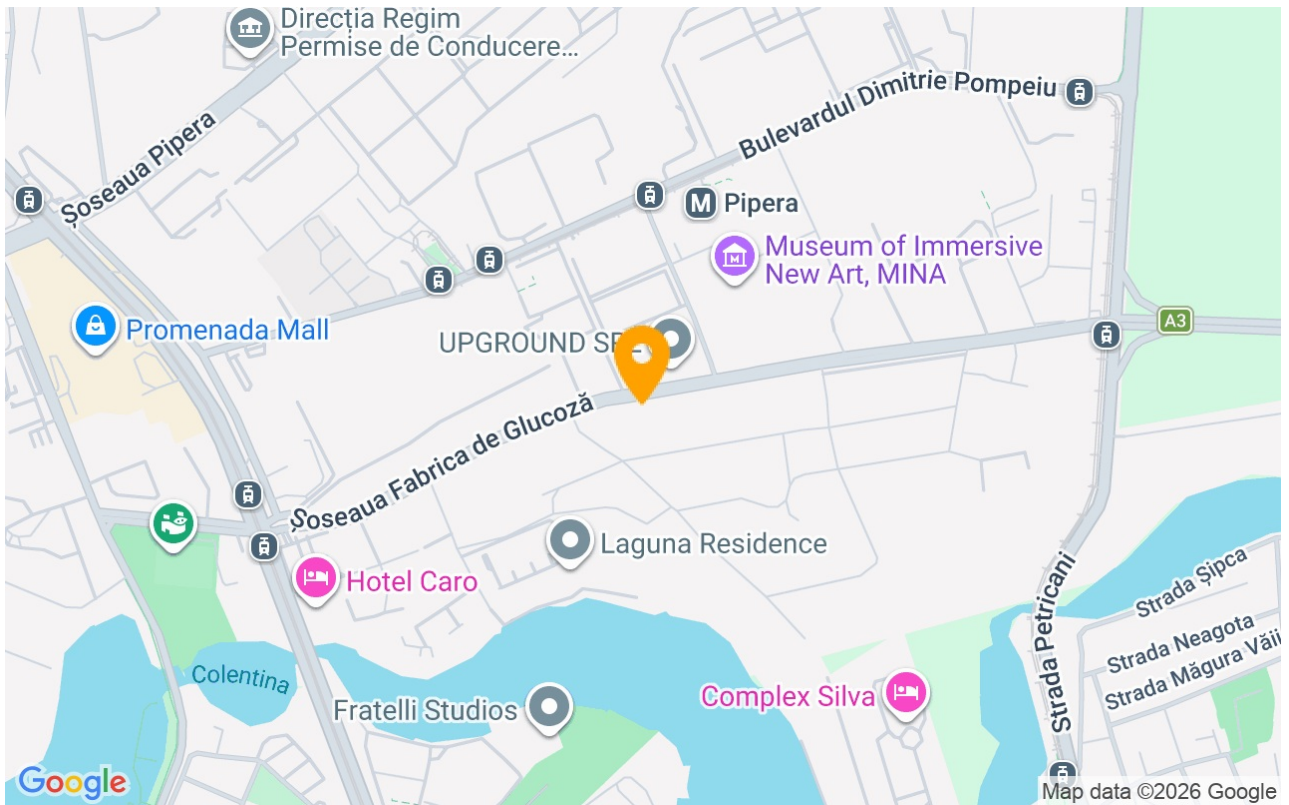 Direcția Regim
Permise de Conducere...
Bulevardul Dimitrie Pompeiu
Șoseaua Pipera
M Pipera
Museum of Immersive
New Art, MINA
Promenada Mall
A3
UPGROUND
Șoseaua Fabrica de Glucoză
Laguna Residence
Hotel Caro
Strada Șipca
Strada Neagota
Strada Măgura Văii
Strada Petricani
Colentina
Complex Silva
Fratelli Studios
Google
Map data ©2026 Google